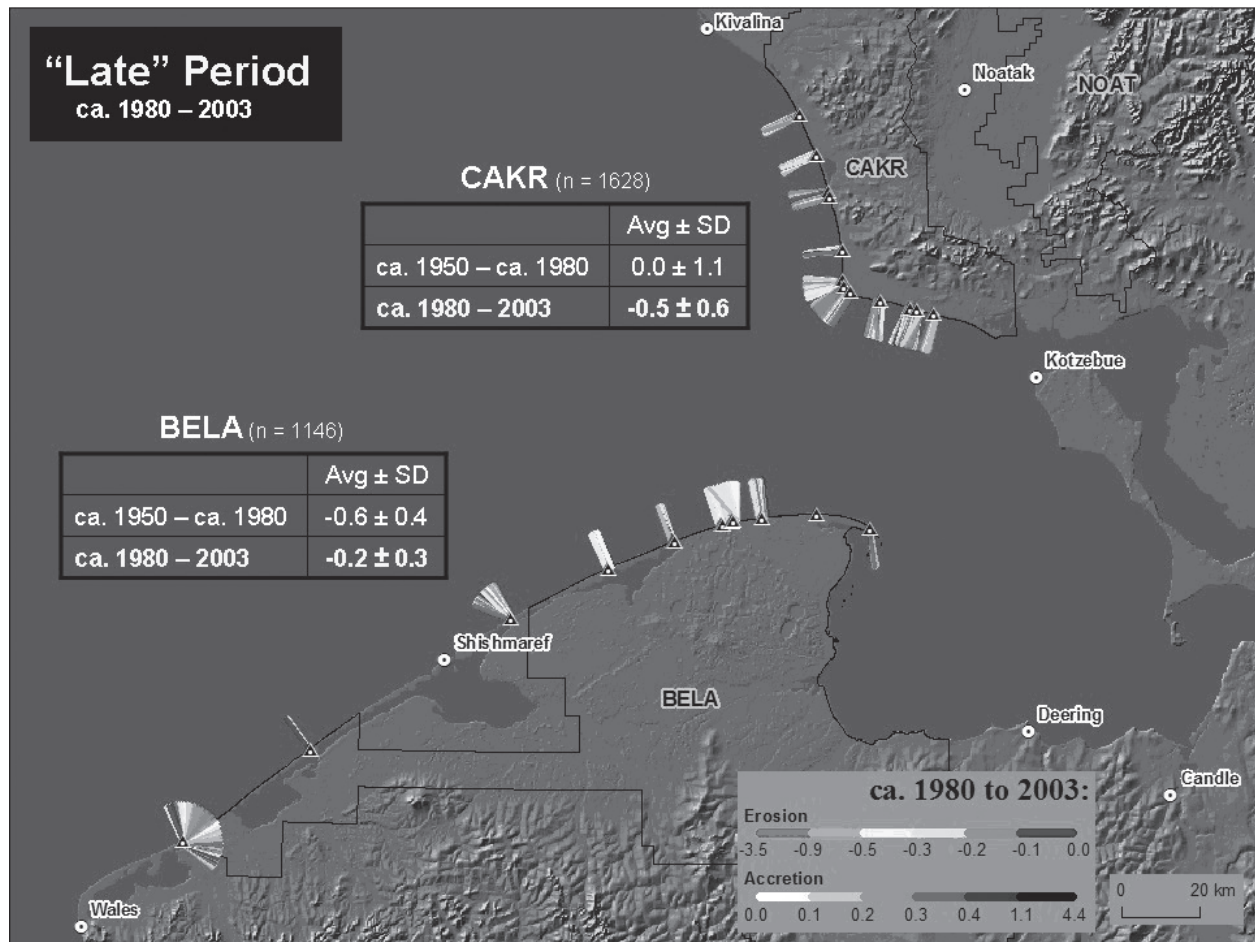 “Late” Period
ca. 1980 – 2003
Kivalina
Noatak
NOAT
CAKR
CAKR (n = 1628)
Avg ± SD
ca. 1950 – ca. 1980 0.0 ± 1.1
ca. 1980 – 2003 -0.5 ± 0.6
Kotzebue
BELA (n = 1146)
Avg ± SD
ca. 1950 – ca. 1980 -0.6 ± 0.4
ca. 1980 – 2003 -0.2 ± 0.3
Shishmaref
BELA
Deering
Candle
Wales
ca. 1980 to 2003:
Erosion
-3.5 -0.9 -0.5 -0.3 -0.2 -0.1 0.0
Accretion
0.0 0.1 0.2 0.3 0.4 1.1 4.4
0 20 km